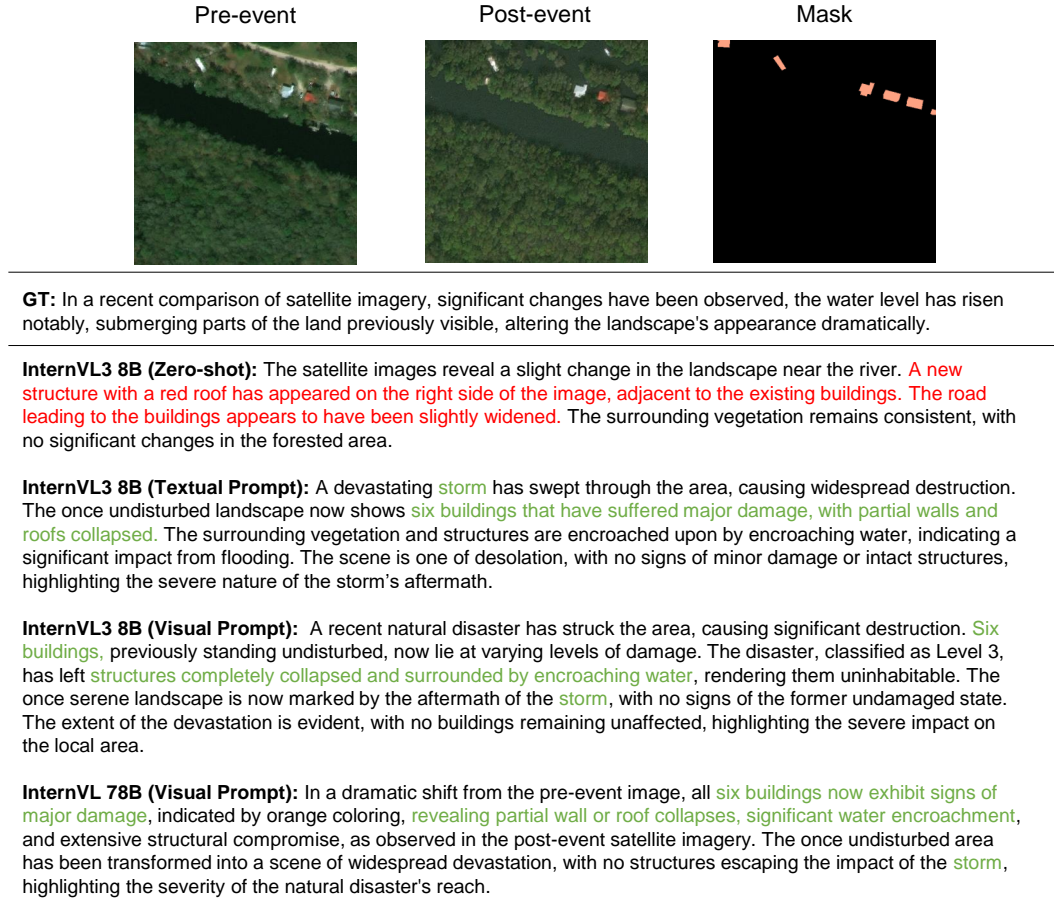 Pre-event Post-event Mask
GT: In a recent comparison of satellite imagery, significant changes have been observed, the water level has risen
notably, submerging parts of the land previously visible, altering the landscape's appearance dramatically.
InternVL3 8B (Zero-shot): The satellite images reveal a slight change in the landscape near the river. A new
structure with a red roof has appeared on the right side of the image, adjacent to the existing buildings. The road
leading to the buildings appears to have been slightly widened. The surrounding vegetation remains consistent, with
no significant changes in the forested area.
InternVL3 8B (Textual Prompt): A devastating storm has swept through the area, causing widespread destruction.
The once undisturbed landscape now shows six buildings that have suffered major damage, with partial walls and
roofs collapsed. The surrounding vegetation and structures are encroached upon by encroaching water, indicating a
significant impact from flooding. The scene is one of desolation, with no signs of minor damage or intact structures,
highlighting the severe nature of the storm's aftermath.
InternVL3 8B (Visual Prompt): A recent natural disaster has struck the area, causing significant destruction. Six
buildings, previously standing undisturbed, now lie at varying levels of damage. The disaster, classified as Level 3,
has left structures completely collapsed and surrounded by encroaching water, rendering them uninhabitable. The
once serene landscape is now marked by the aftermath of the storm, with no signs of the former undamaged state.
The extent of the devastation is evident, with no buildings remaining unaffected, highlighting the severe impact on
the local area.
InternVL 78B (Visual Prompt): In a dramatic shift from the pre-event image, all six buildings now exhibit signs of
major damage, indicated by orange coloring, revealing partial wall or roof collapses, significant water encroachment,
and extensive structural compromise, as observed in the post-event satellite imagery. The once undisturbed area
has been transformed into a scene of widespread devastation, with no structures escaping the impact of the storm,
highlighting the severity of the natural disaster's reach.